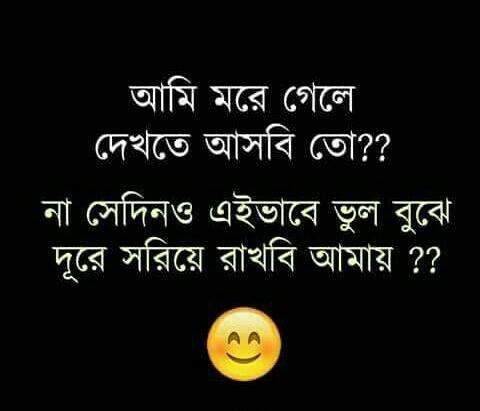 আমি মরে গেলে
দেখতে আসবি তো??
না সেদিনও এইভাবে ভুল বুঝে
দূরে সরিয়ে রাখবি আমায় ??